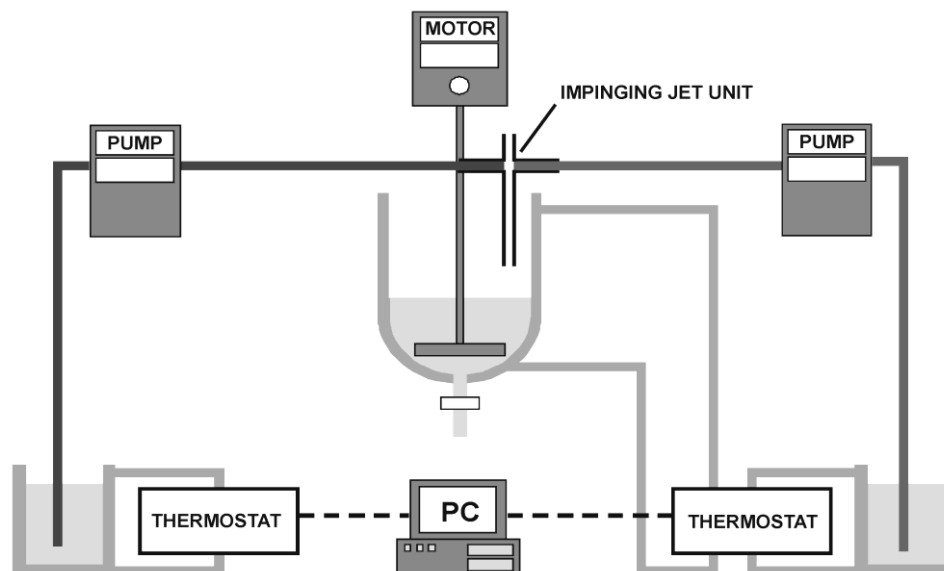 MOTOR
IMPINGING JET UNIT
PUMP
PUMP
THERMOSTAT
PC
THERMOSTAT